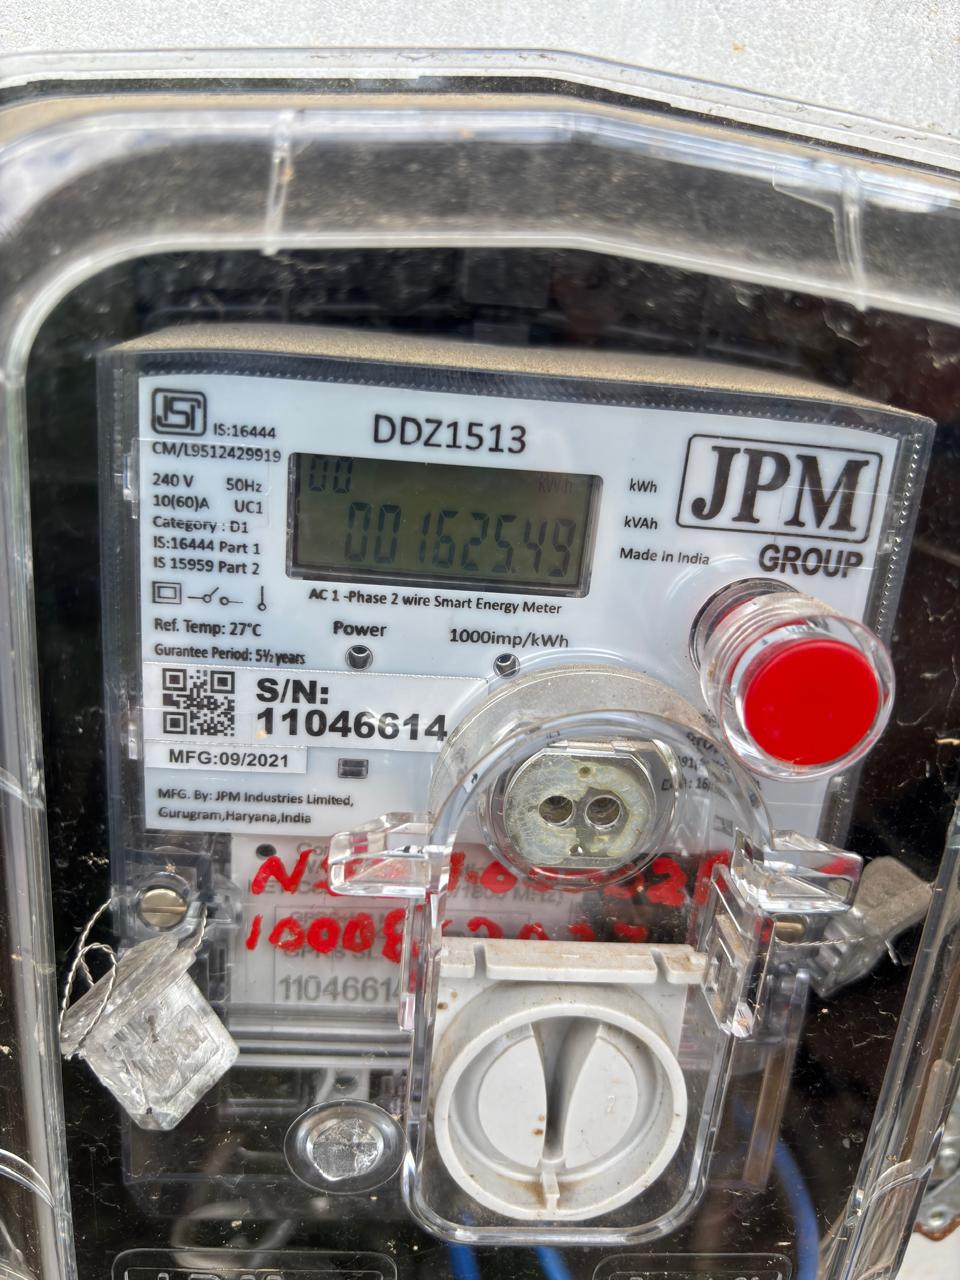 IS:16444
CM/L9512429919
DDZ1513
240 V 50Hz
10(60)A UC1
Category : D1
IS:16444 Part 1
IS 15959 Part 2
00 kWh
001625.49
kWh
kVAh
Made in India
JPM
GROUP
AC 1 -Phase 2 wire Smart Energy Meter
Ref. Temp: 27°C
Gurantee Period: 5½ years
Power
1000imp/kWh
S/N:
11046614
MFG:09/2021
MFG. By: JPM Industries Limited,
Gurugram,Haryana,India
11046614